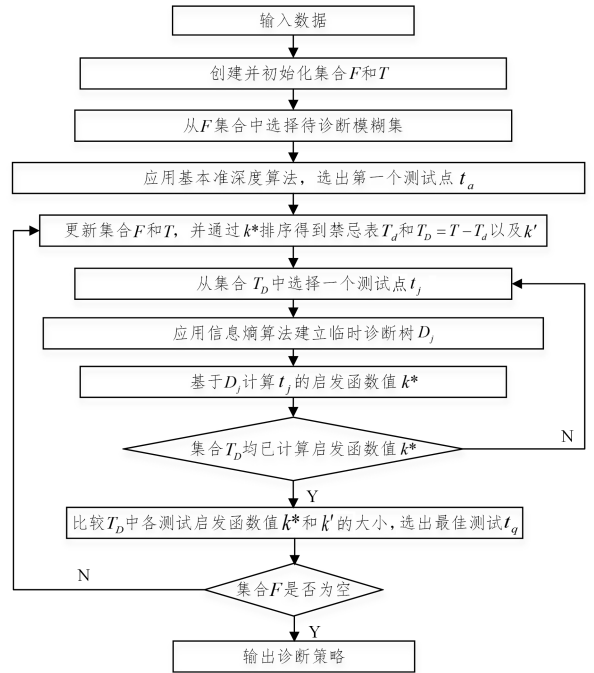 输入数据
创建并初始化集合F和T
从F集合中选择待诊断模糊集
应用基本准深度算法，选出第一个测试点 t_a
更新集合F和T，并通过k*排序得到禁忌表T_d和T_D = T − T_d以及k′
从集合 T_D中选择一个测试点t_j
应用信息熵算法建立临时诊断树D_j
基于D_j计算t_j的启发函数值k*
集合T_D均已计算启发函数值k*
N
Y
比较T_D中各测试启发函数值k*和k′的大小，选出最佳测试t_q
N
集合F是否为空
Y
输出诊断策略